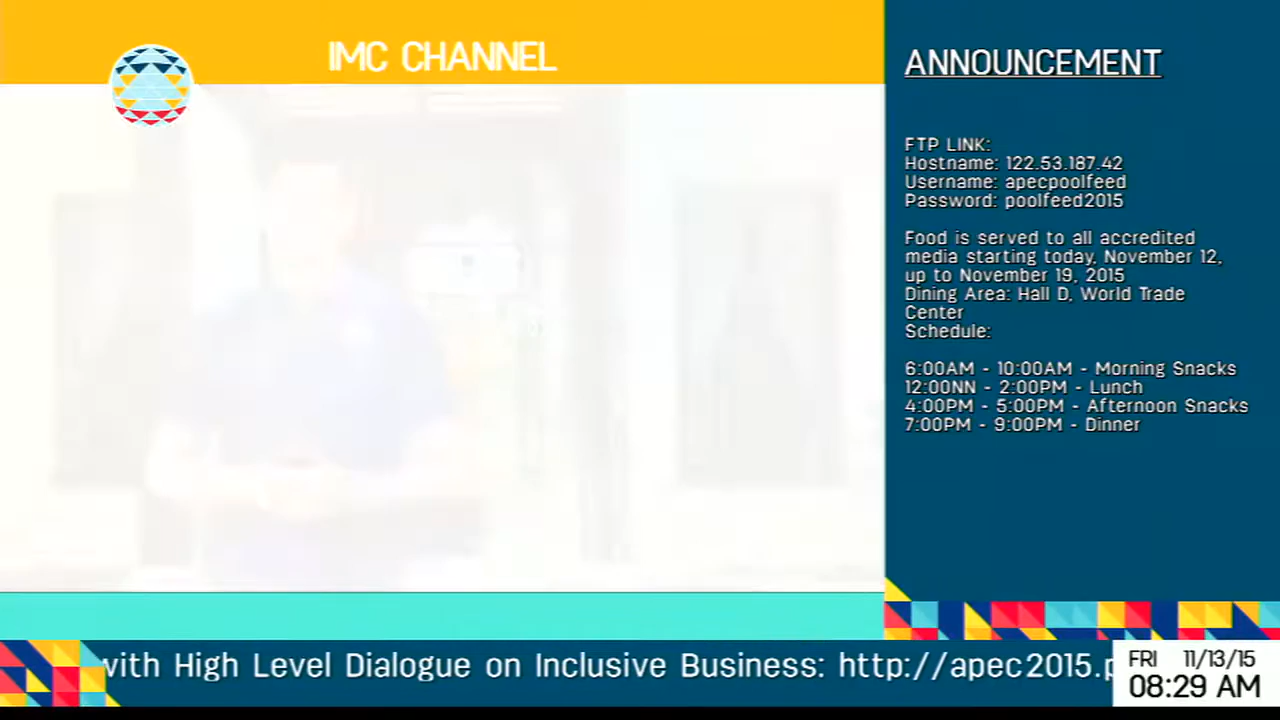 IMC CHANNEL
ANNOUNCEMENT
FTP LINK:
Hostname: 122.53.187.42
Username: apecpoolfeed
Password: poolfeed2015
Food is served to all accredited
media starting today, November 12,
up to November 19, 2015
Dining Area: Hall D, World Trade
Center
Schedule:
6:00AM - 10:00AM - Morning Snacks
12:00NN - 2:00PM - Lunch
4:00PM - 5:00PM - Afternoon Snacks
7:00PM - 9:00PM - Dinner
with High Level Dialogue on Inclusive Business: http://apec2015.p
FRI 11/13/15
08:29 AM